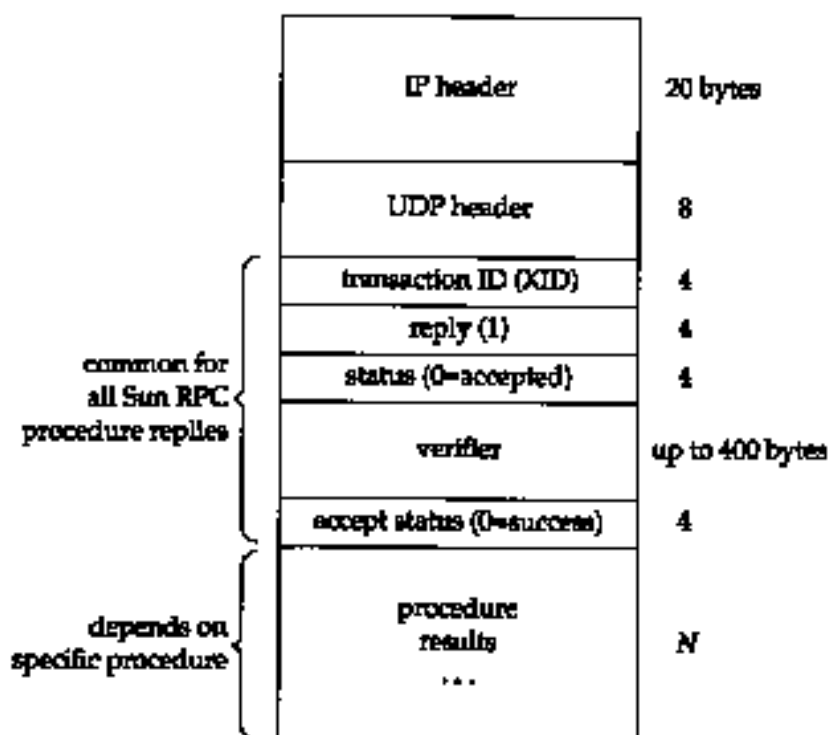 IP header 20 bytes
UDP header 8
transaction ID (XID) 4
reply (1) 4
status (0=accepted) 4
common for
all Sun RPC
procedure replies
verifier up to 400 bytes
accept status (0=success) 4
depends on
specific procedure
procedure
results
...
N